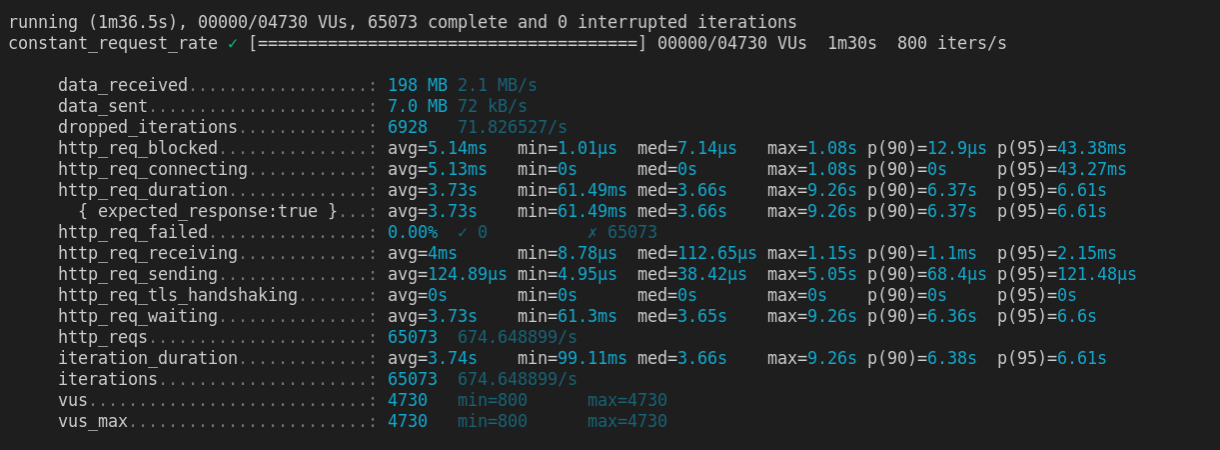 running (1m36.5s), 00000/04730 VUs, 65073 complete and 0 interrupted iterations
constant_request_rate ✓ [======================================] 00000/04730 VUs  1m30s  800 iters/s
data_received..................: 198 MB 2.1 MB/s
data_sent......................: 7.0 MB 72 kB/s
dropped_iterations.............: 6928   71.826527/s
http_req_blocked...............: avg=5.14ms   min=1.01µs  med=7.14µs   max=1.08s p(90)=12.9µs p(95)=43.38ms
http_req_connecting............: avg=5.13ms   min=0s      med=0s       max=1.08s p(90)=0s     p(95)=43.27ms
http_req_duration..............: avg=3.73s    min=61.49ms med=3.66s    max=9.26s p(90)=6.37s  p(95)=6.61s
{ expected_response:true }...: avg=3.73s    min=61.49ms med=3.66s    max=9.26s p(90)=6.37s  p(95)=6.61s
http_req_failed................: 0.00%  ✓ 0          ✗ 65073
http_req_receiving.............: avg=4ms      min=8.78µs  med=112.65µs max=1.15s p(90)=1.1ms  p(95)=2.15ms
http_req_sending...............: avg=124.89µs min=4.95µs  med=38.42µs  max=5.05s p(90)=68.4µs p(95)=121.48µs
http_req_tls_handshaking.......: avg=0s       min=0s      med=0s       max=0s    p(90)=0s     p(95)=0s
http_req_waiting...............: avg=3.73s    min=61.3ms  med=3.65s    max=9.26s p(90)=6.36s  p(95)=6.6s
http_reqs......................: 65073  674.648899/s
iteration_duration.............: avg=3.74s    min=99.11ms med=3.66s    max=9.26s p(90)=6.38s  p(95)=6.61s
iterations.....................: 65073  674.648899/s
vus............................: 4730   min=800      max=4730
vus_max........................: 4730   min=800      max=4730